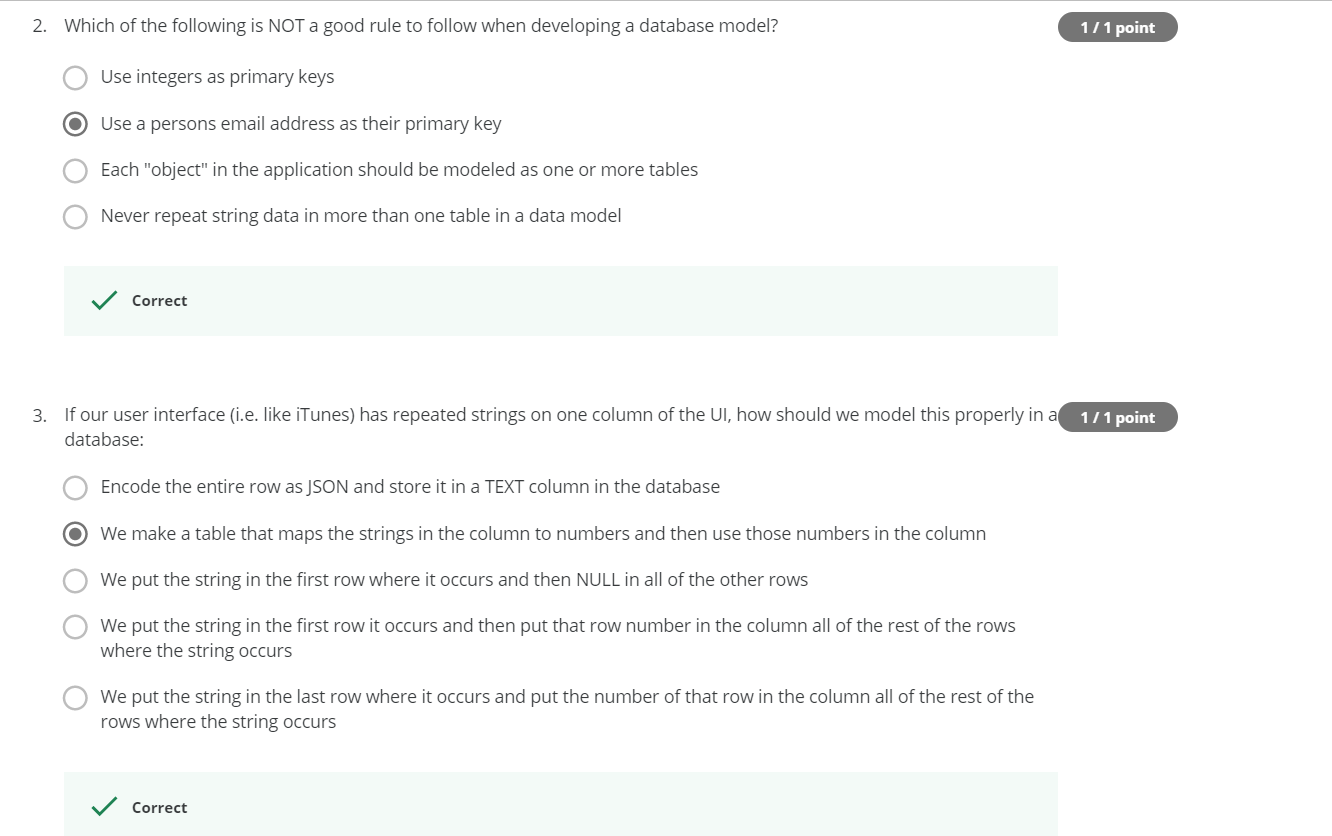 2. Which of the following is NOT a good rule to follow when developing a database model?
1 / 1 point
Use integers as primary keys
Use a persons email address as their primary key
Each "object" in the application should be modeled as one or more tables
Never repeat string data in more than one table in a data model
Correct
3. If our user interface (i.e. like iTunes) has repeated strings on one column of the UI, how should we model this properly in a
1 / 1 point
database:
Encode the entire row as JSON and store it in a TEXT column in the database
We make a table that maps the strings in the column to numbers and then use those numbers in the column
We put the string in the first row where it occurs and then NULL in all of the other rows
We put the string in the first row it occurs and then put that row number in the column all of the rest of the rows
where the string occurs
We put the string in the last row where it occurs and put the number of that row in the column all of the rest of the
rows where the string occurs
Correct